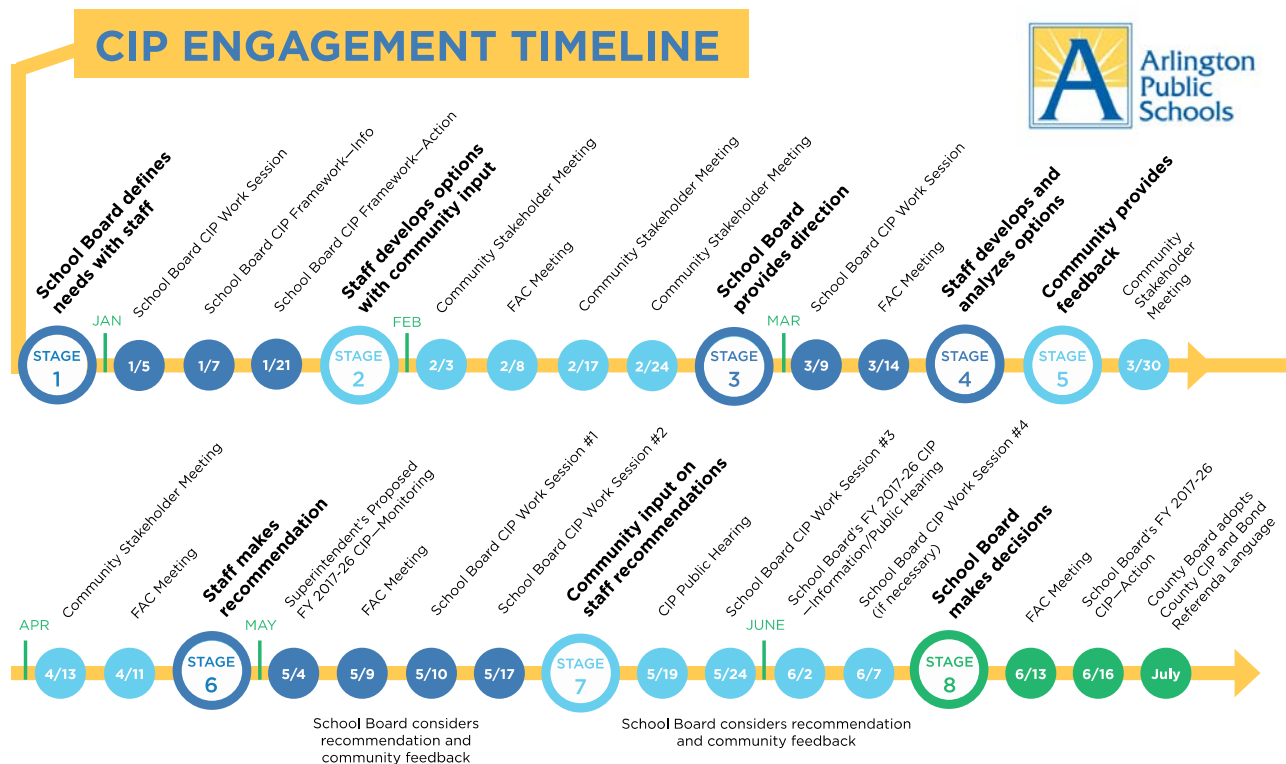 CIP ENGAGEMENT TIMELINE
Arlington
Public
Schools
School Board defines
needs with staff
School Board CIP Work Session
School Board CIP Framework—Info
School Board CIP Framework—Action
Staff develops options
with community input
Community Stakeholder Meeting
FAC Meeting
Community Stakeholder Meeting
Community Stakeholder Meeting
School Board
provides direction
School Board CIP Work Session
FAC Meeting
Staff develops and
analyzes options
Community provides
feedback
Community
Stakeholder
Meeting
JAN
FEB
MAR
STAGE
1
1/5
1/7
1/21
STAGE
2
2/3
2/8
2/17
2/24
STAGE
3
3/9
3/14
STAGE
4
STAGE
5
3/30
Community Stakeholder Meeting
FAC Meeting
Staff makes
recommendation
Superintendent's Proposed
FY 2017-26 CIP—Monitoring
FAC Meeting
School Board CIP Work Session #1
School Board CIP Work Session #2
Community input on
staff recommendations
CIP Public Hearing
School Board CIP Work Session #3
School Board's FY 2017-26 CIP
—Information/Public Hearing
School Board CIP Work Session #4
(if necessary)
School Board
makes decisions
FAC Meeting
School Board's FY 2017-26
CIP—Action
County Board adopts
County CIP and Bond
Referenda Language
APR
MAY
JUNE
4/13
4/11
STAGE
6
5/4
5/9
5/10
5/17
STAGE
7
5/19
5/24
6/2
6/7
STAGE
8
6/13
6/16
July
School Board considers
recommendation and
community feedback
School Board considers recommendation
and community feedback